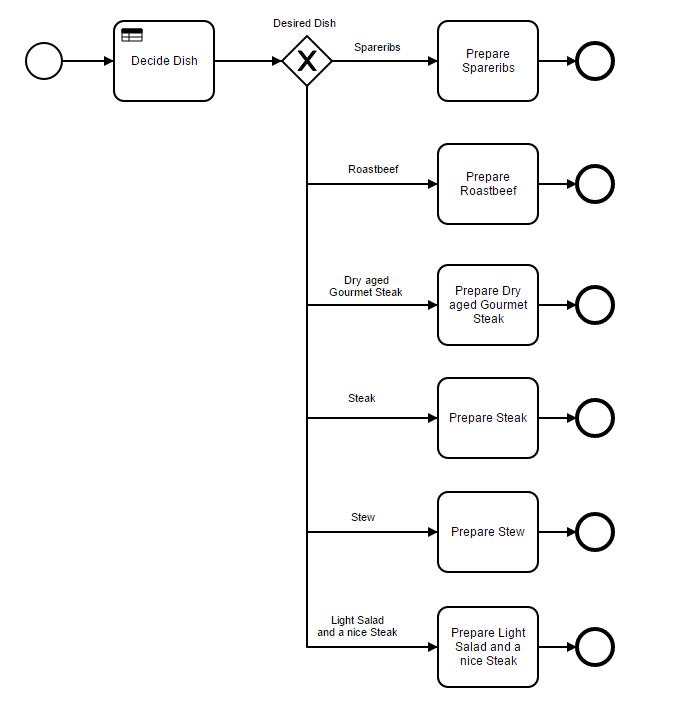 Desired Dish
Decide Dish
Spareribs
Prepare
Spareribs
Roastbeef
Prepare
Roastbeef
Dry aged
Gourmet Steak
Prepare Dry
aged Gourmet
Steak
Steak
Prepare Steak
Stew
Prepare Stew
Light Salad
and a nice Steak
Prepare Light
Salad and a
nice Steak